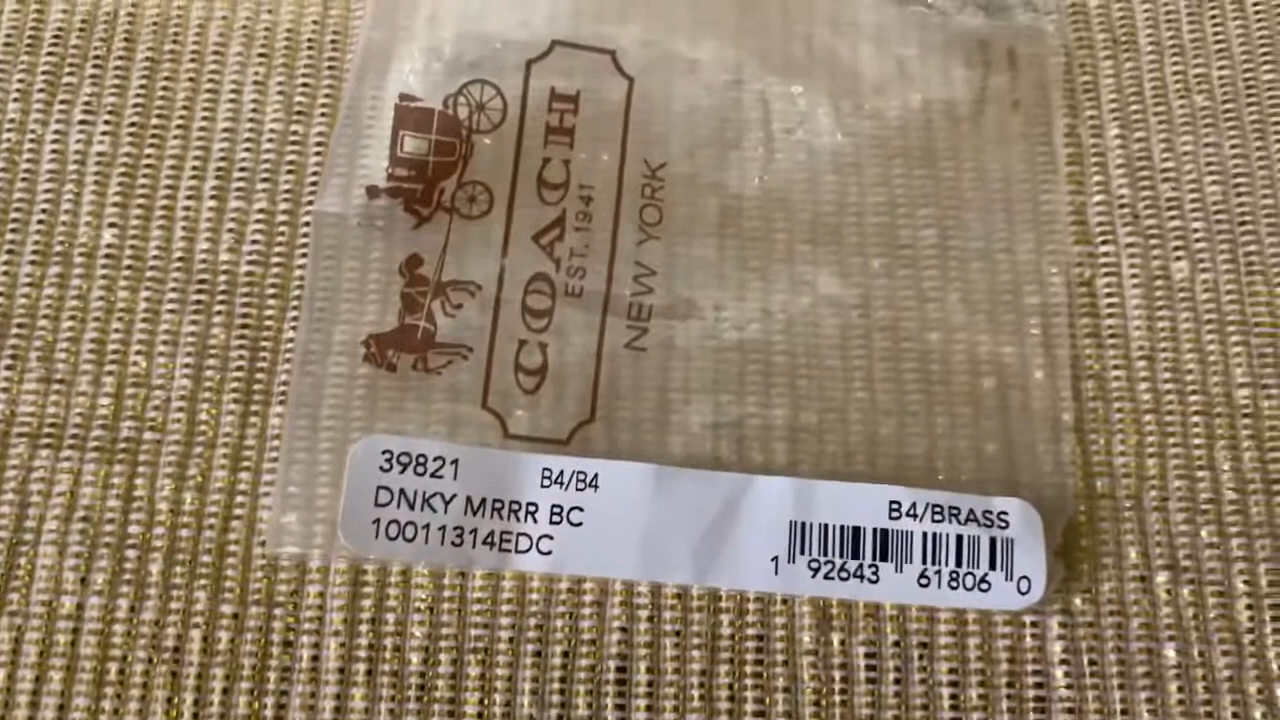 COACH
EST. 1941
NEW YORK
39821 B4/B4
DNKY MRRR BC
10011314EDC
B4/BRASS
1 92643 61806 0